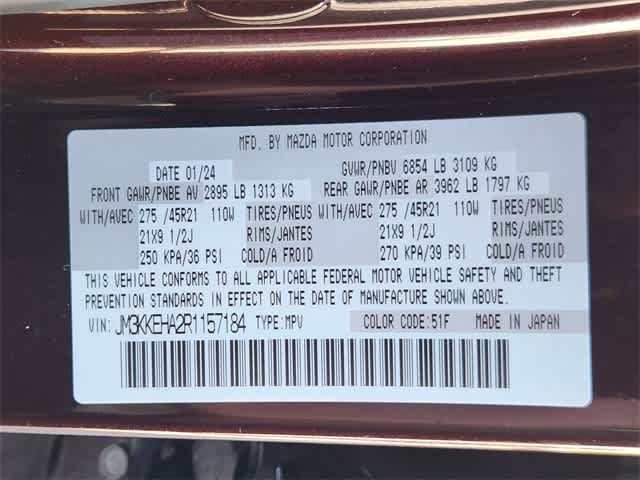 MFD. BY MAZDA MOTOR CORPORATION
DATE 01/24 GVWR/PNBV 6854 LB 3109 KG
FRONT GAWR/PNBE AV 2895 LB 1313 KG REAR GAWR/PNBE AR 3962 LB 1797 KG
WITH/AVEC 275 /45R21 110W TIRES/PNEUS WITH/AVEC 275 /45R21 110W TIRES/PNEUS
21X9 1/2J RIMS/JANTES 21X9 1/2J RIMS/JANTES
250 KPA/36 PSI COLD/A FROID 270 KPA/39 PSI COLD/A FROID
THIS VEHICLE CONFORMS TO ALL APPLICABLE FEDERAL MOTOR VEHICLE SAFETY AND THEFT
PREVENTION STANDARDS IN EFFECT ON THE DATE OF MANUFACTURE SHOWN ABOVE.
VIN: JM3KKEHA2R1157184 TYPE:MPV COLOR CODE:51F MADE IN JAPAN